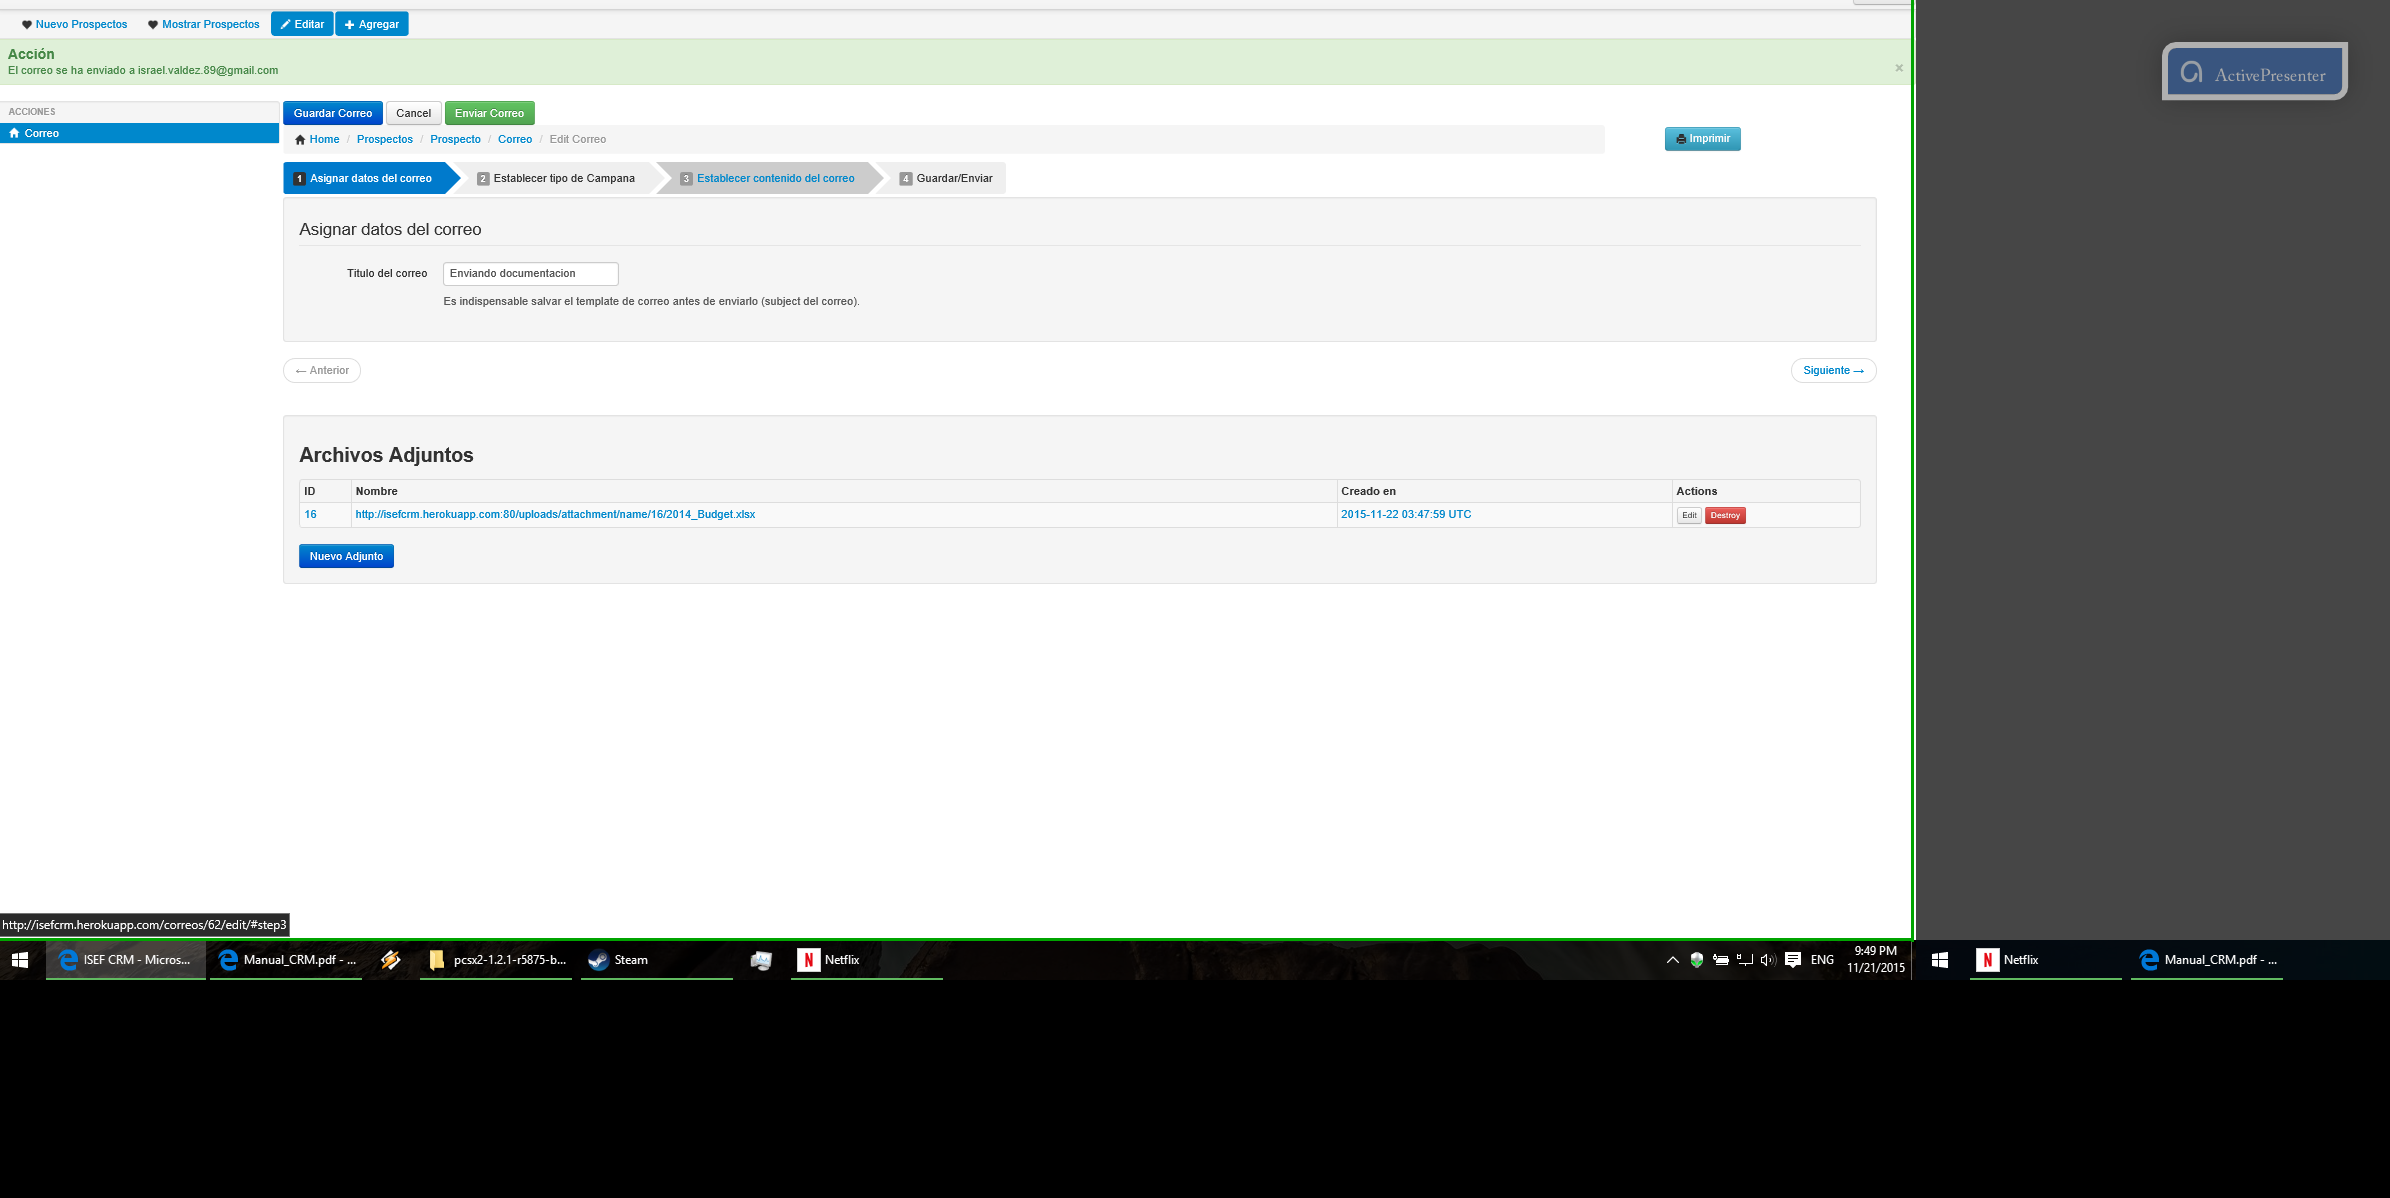 Nuevo Prospectos Mostrar Prospectos Editar Agregar
Acción
El correo se ha enviado a israel.valdez.89@gmail.com
×
ActivePresenter
ACCIONES
Correo
Guardar Correo Cancel Enviar Correo
Home / Prospectos / Prospecto / Correo / Edit Correo
Imprimir
1 Asignar datos del correo 2 Establecer tipo de Campana 3 Establecer contenido del correo 4 Guardar/Enviar
Asignar datos del correo
Titulo del correo Enviando documentacion
Es indispensable salvar el template de correo antes de enviarlo (subject del correo).
← Anterior Siguiente →
Archivos Adjuntos
ID Nombre Creado en Actions
16 http://isefcrm.herokuapp.com:80/uploads/attachment/name/16/2014_Budget.xlsx 2015-11-22 03:47:59 UTC Edit Destroy
Nuevo Adjunto
http://isefcrm.herokuapp.com/correos/62/edit/#step3
ISEF CRM - Micros... Manual_CRM.pdf - ... pcsx2-1.2.1-r5875-b... Steam N Netflix ENG 9:49 PM N Netflix Manual_CRM.pdf - ...
11/21/2015